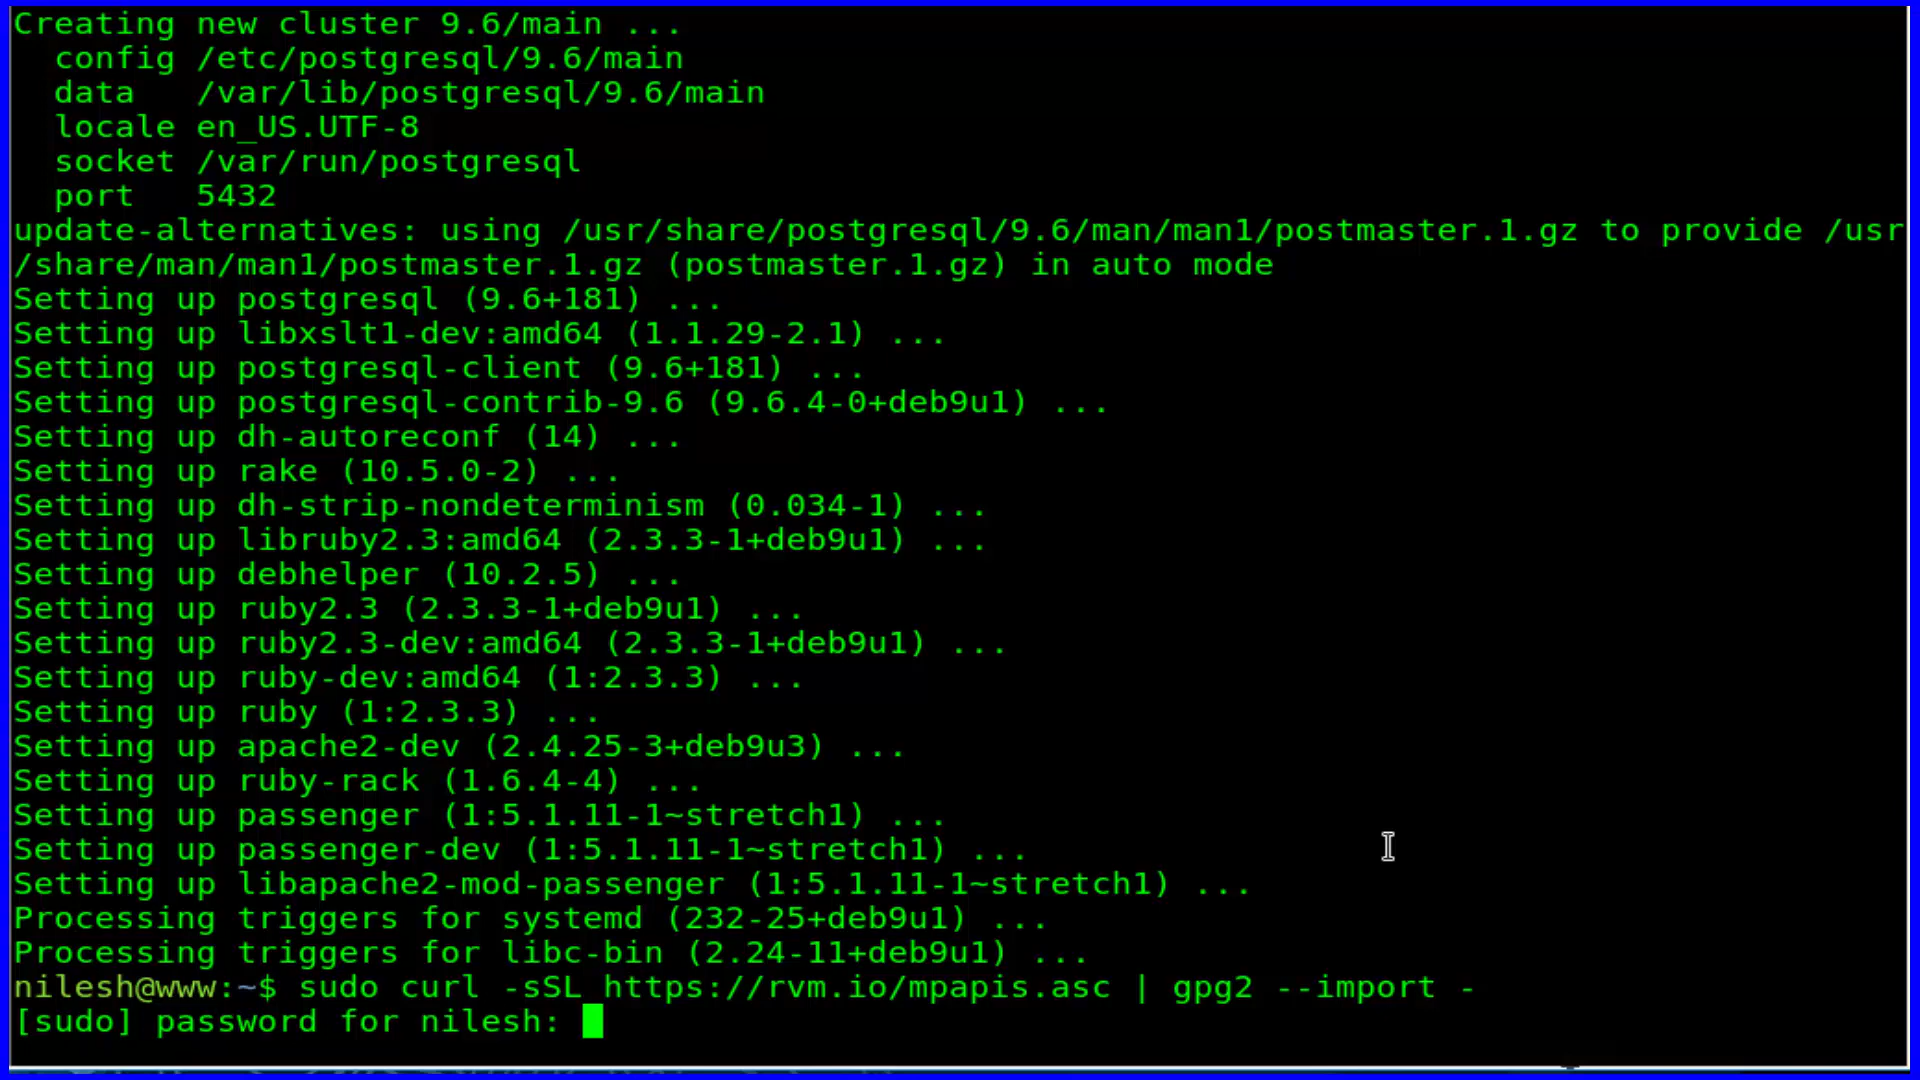 Creating new cluster 9.6/main ...
  config /etc/postgresql/9.6/main
  data   /var/lib/postgresql/9.6/main
  locale en_US.UTF-8
  socket /var/run/postgresql
  port   5432
update-alternatives: using /usr/share/postgresql/9.6/man/man1/postmaster.1.gz to provide /usr
/share/man/man1/postmaster.1.gz (postmaster.1.gz) in auto mode
Setting up postgresql (9.6+181) ...
Setting up libxslt1-dev:amd64 (1.1.29-2.1) ...
Setting up postgresql-client (9.6+181) ...
Setting up postgresql-contrib-9.6 (9.6.4-0+deb9u1) ...
Setting up dh-autoreconf (14) ...
Setting up rake (10.5.0-2) ...
Setting up dh-strip-nondeterminism (0.034-1) ...
Setting up libruby2.3:amd64 (2.3.3-1+deb9u1) ...
Setting up debhelper (10.2.5) ...
Setting up ruby2.3 (2.3.3-1+deb9u1) ...
Setting up ruby2.3-dev:amd64 (2.3.3-1+deb9u1) ...
Setting up ruby-dev:amd64 (1:2.3.3) ...
Setting up ruby (1:2.3.3) ...
Setting up apache2-dev (2.4.25-3+deb9u3) ...
Setting up ruby-rack (1.6.4-4) ...
Setting up passenger (1:5.1.11-1~stretch1) ...
Setting up passenger-dev (1:5.1.11-1~stretch1) ...
Setting up libapache2-mod-passenger (1:5.1.11-1~stretch1) ...
Processing triggers for systemd (232-25+deb9u1) ...
Processing triggers for libc-bin (2.24-11+deb9u1) ...
nilesh@www:~$ sudo curl -sSL https://rvm.io/mpapis.asc | gpg2 --import -
[sudo] password for nilesh: